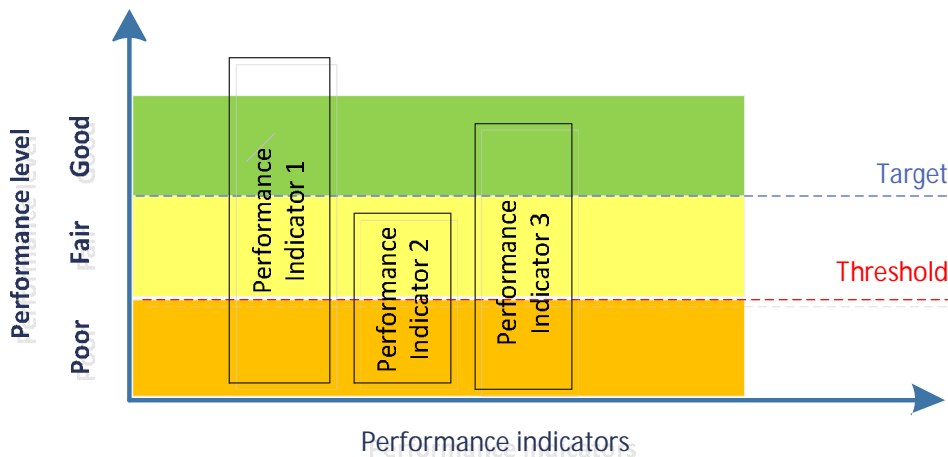 Performance level
Good
Fair
Poor
Performance
Indicator 1
Performance
Indicator 2
Performance
Indicator 3
Target
Threshold
Performance indicators